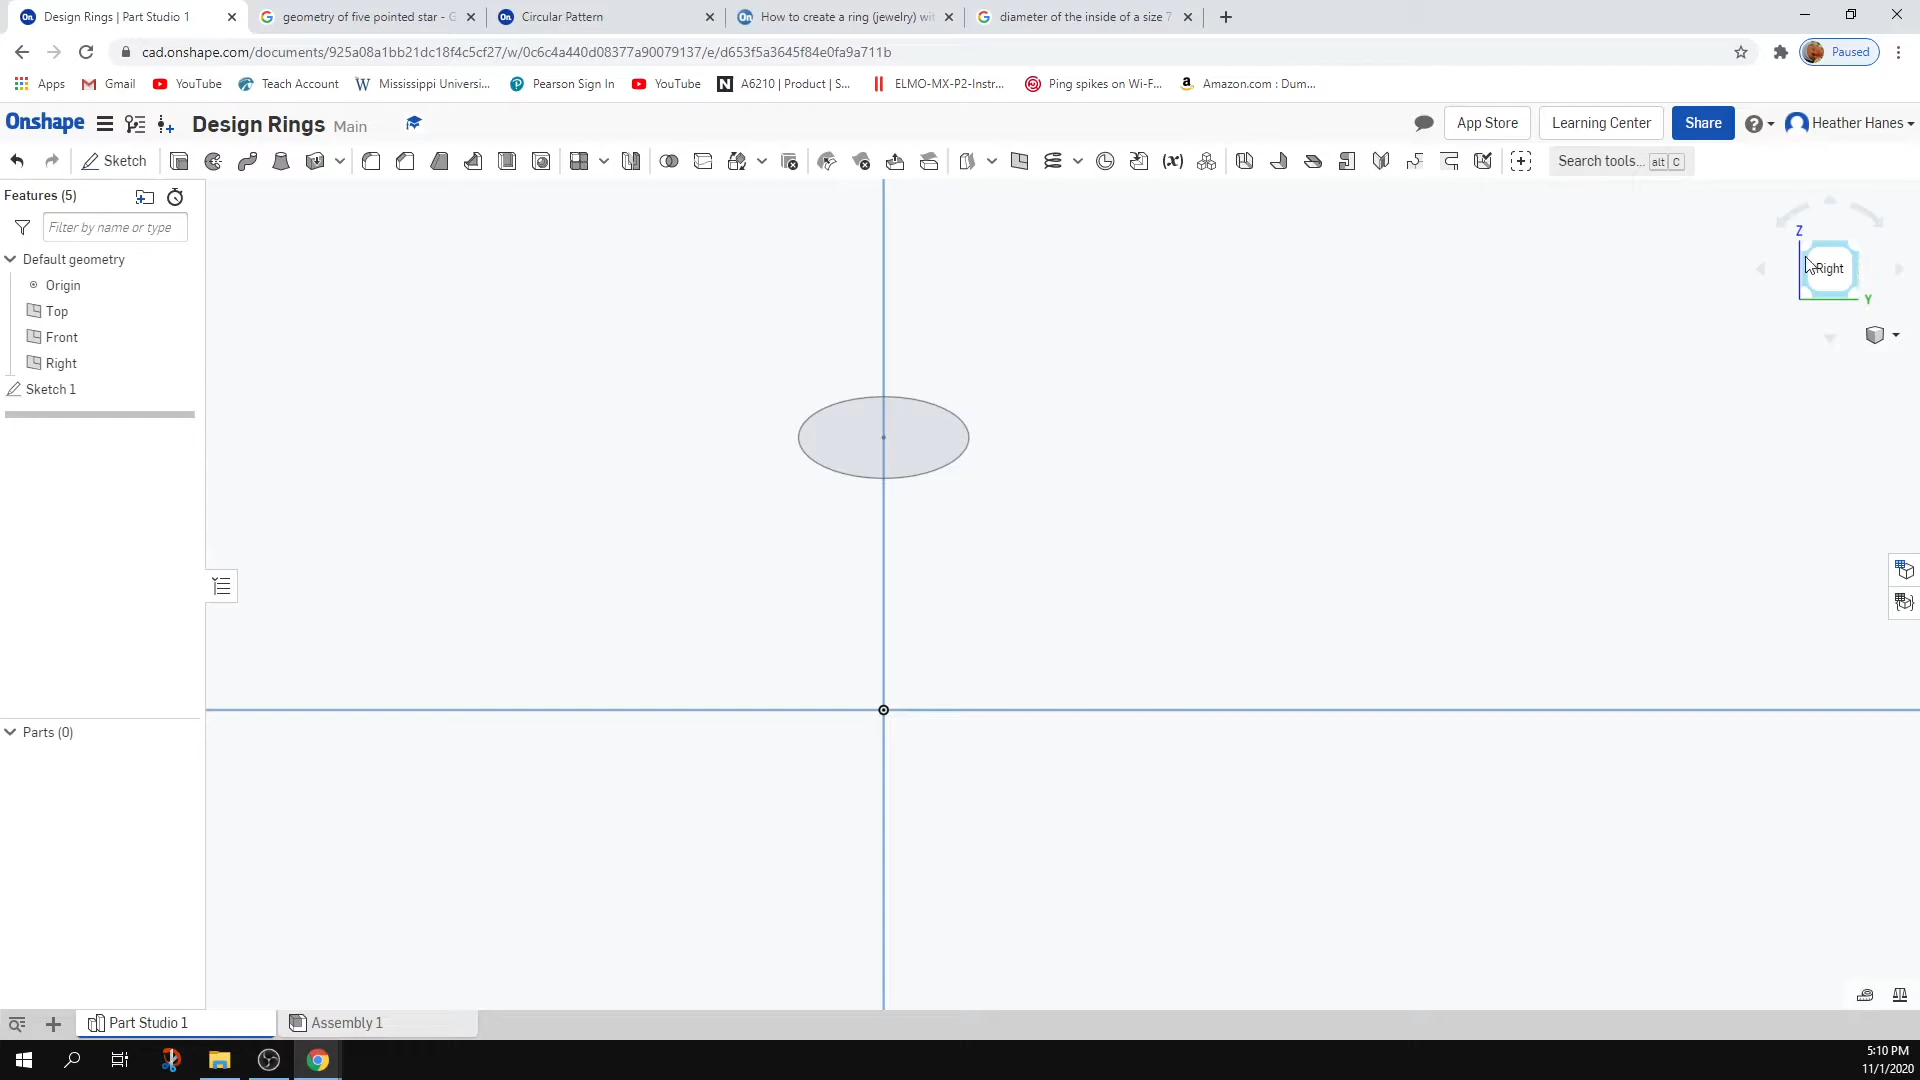 Design Rings | Part Studio 1
geometry of five pointed star - G
Circular Pattern
How to create a ring (jewelry) wit
diameter of the inside of a size 7
cad.onshape.com/documents/925a08a1bb21dc18f4c5cf27/w/0c6c4a440d08377a90079137/e/d653f5a3645f84e0fa9a711b
Paused
Apps
Gmail
YouTube
Teach Account
Mississippi Universi...
Pearson Sign In
YouTube
A6210 | Product | S...
ELMO-MX-P2-Instr...
Ping spikes on Wi-F...
Amazon.com : Dum...
Onshape
Design Rings Main
App Store
Learning Center
Share
Heather Hanes
Sketch
Search tools... alt C
Features (5)
Filter by name or type
Default geometry
Origin
Top
Front
Right
Sketch 1
Parts (0)
Z
Right
Y
Part Studio 1
Assembly 1
5:10 PM
11/1/2020